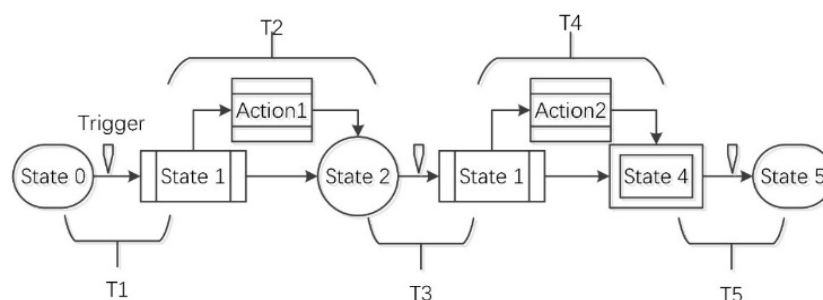 T2
T4
Action1
Action2
Trigger
State 0
State 1
State 2
State 1
State 4
State 5
T1
T3
T5